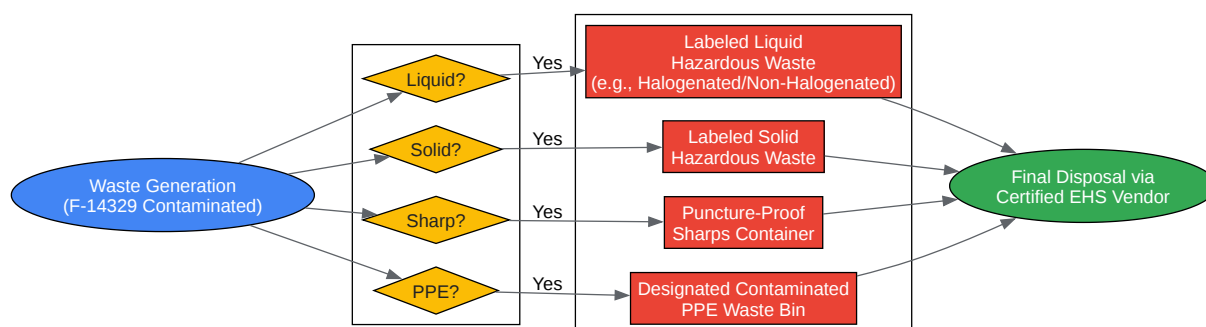 Waste Generation
(F-14329 Contaminated)
Liquid?
Yes
Labeled Liquid
Hazardous Waste
(e.g., Halogenated/Non-Halogenated)
Solid?
Yes
Labeled Solid
Hazardous Waste
Sharp?
Yes
Puncture-Proof
Sharps Container
PPE?
Yes
Designated Contaminated
PPE Waste Bin
Final Disposal via
Certified EHS Vendor